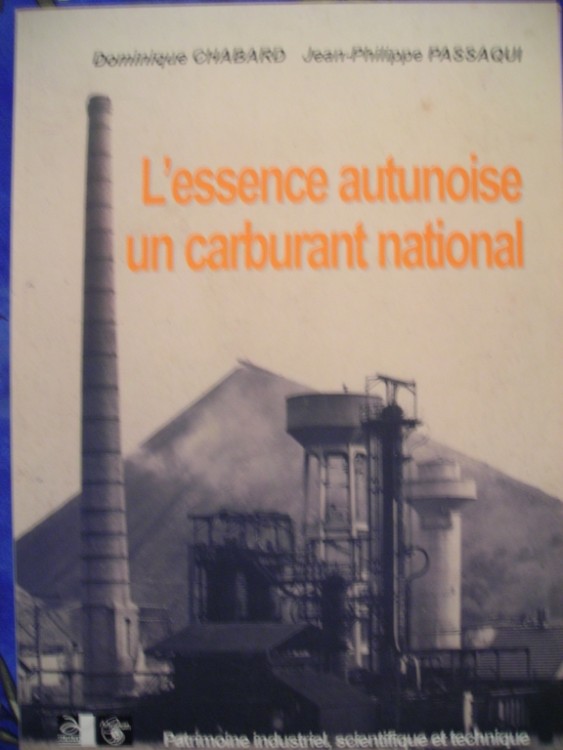 Dominique CHABARD Jean-Philippe PASSAQUI
L'essence autunoise
un carburant national
Patrimoine industriel, scientifique et technique